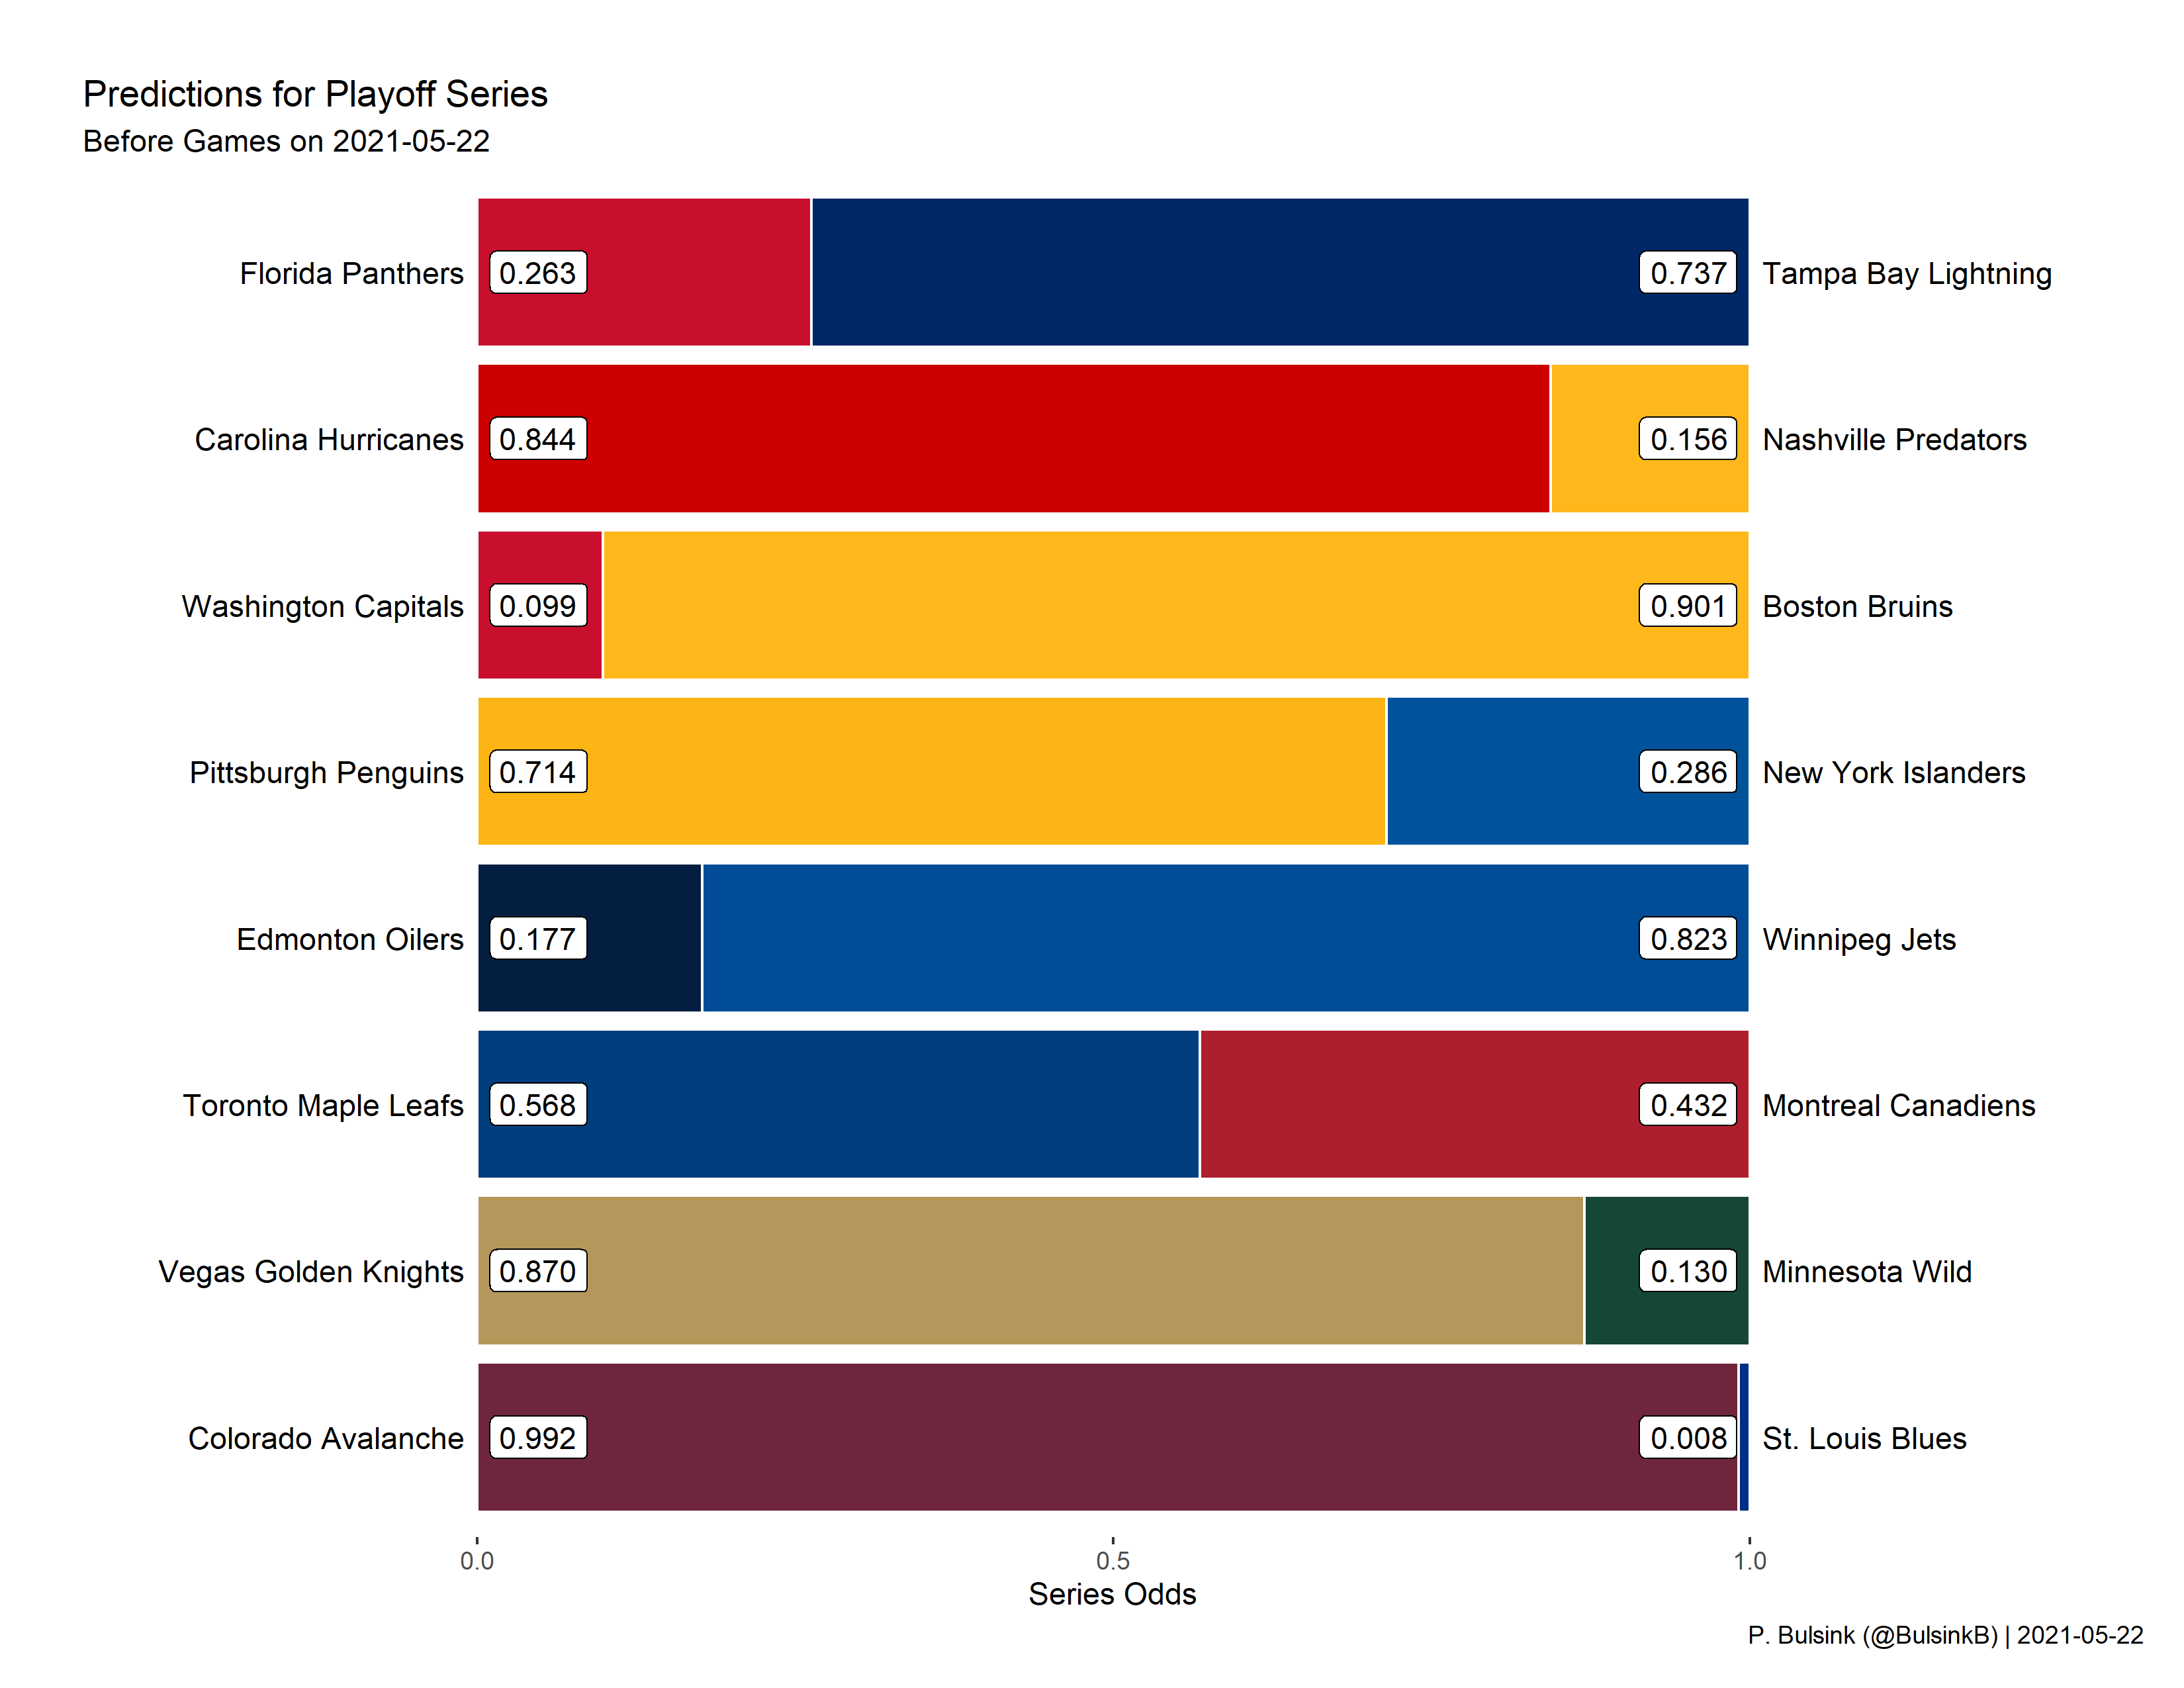 Predictions for Playoff Series
Before Games on 2021-05-22
Florida Panthers 0.263 0.737 Tampa Bay Lightning
Carolina Hurricanes 0.844 0.156 Nashville Predators
Washington Capitals 0.099 0.901 Boston Bruins
Pittsburgh Penguins 0.714 0.286 New York Islanders
Edmonton Oilers 0.177 0.823 Winnipeg Jets
Toronto Maple Leafs 0.568 0.432 Montreal Canadiens
Vegas Golden Knights 0.870 0.130 Minnesota Wild
Colorado Avalanche 0.992 0.008 St. Louis Blues
0.0 0.5 1.0
Series Odds
P. Bulsink (@BulsinkB) | 2021-05-22